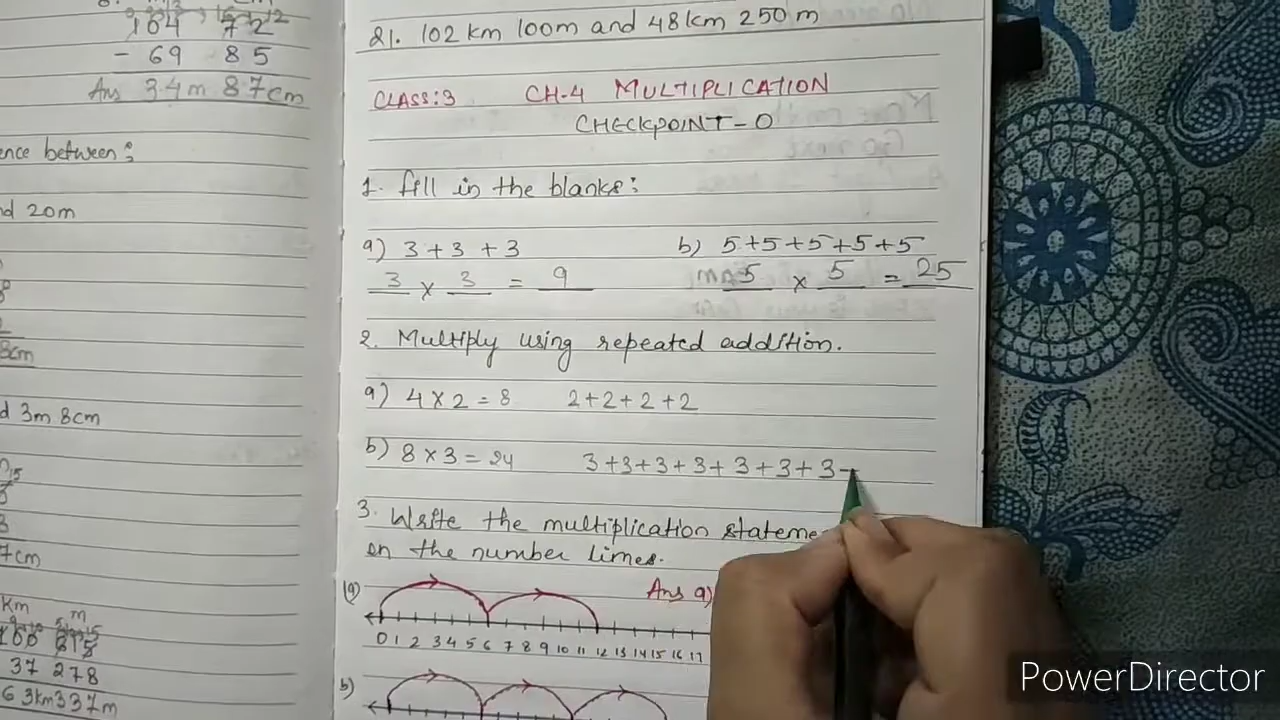 104 72
- 69 85
Ans 34m 87cm
ence between:
d 20m
3cm
d 3m 8cm
7cm
Km m
37 278
63km337m
21. 102 km 100m and 48km 250 m
CLASS:3 CH-4 MULTIPLICATION
CHECKPOINT-0
1. fill in the blanks:
a) 3+3+3 b) 5+5+5+5+5
3 × 3 = 9 5 × 5 = 25
2. Multiply using repeated addition.
a) 4×2=8 2+2+2+2
b) 8×3=24 3+3+3+3+3+3+3
3. Write the multiplication stateme
on the number lines.
(a) Ans a)
0 1 2 3 4 5 6 7 8 9 10 11 12 13 14 15 16 17
b)
PowerDirector